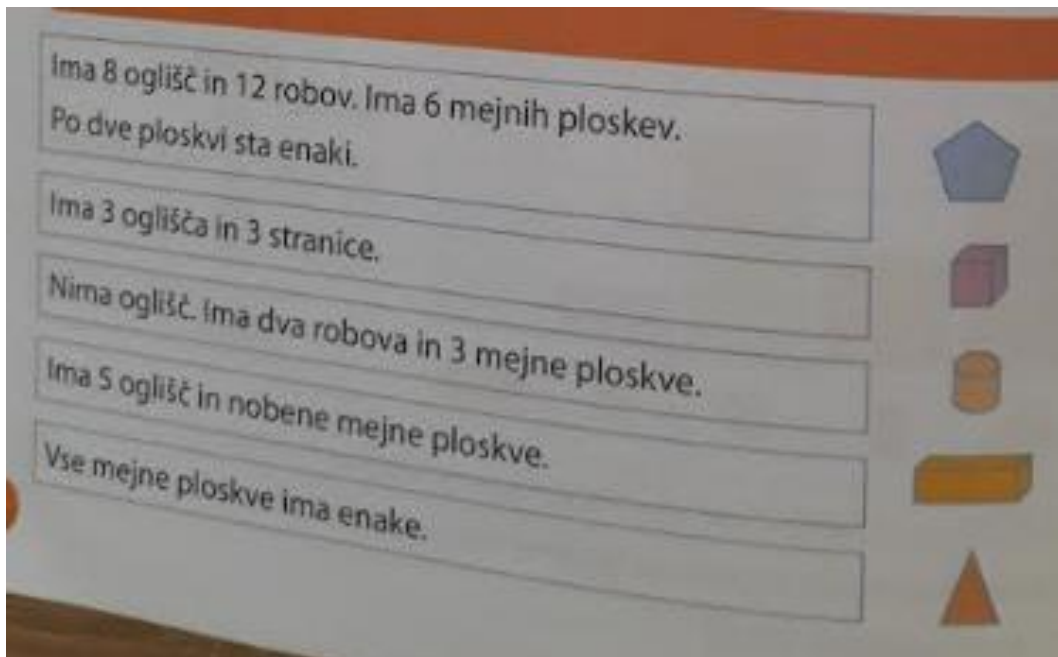 Ima 8 oglišč in 12 robov. Ima 6 mejnih ploskev.
Po dve ploskvi sta enaki.
Ima 3 oglišča in 3 stranice.
Nima oglišč. Ima dva robova in 3 mejne ploskve.
Ima 5 oglišč in nobene mejne ploskve.
Vse mejne ploskve ima enake.